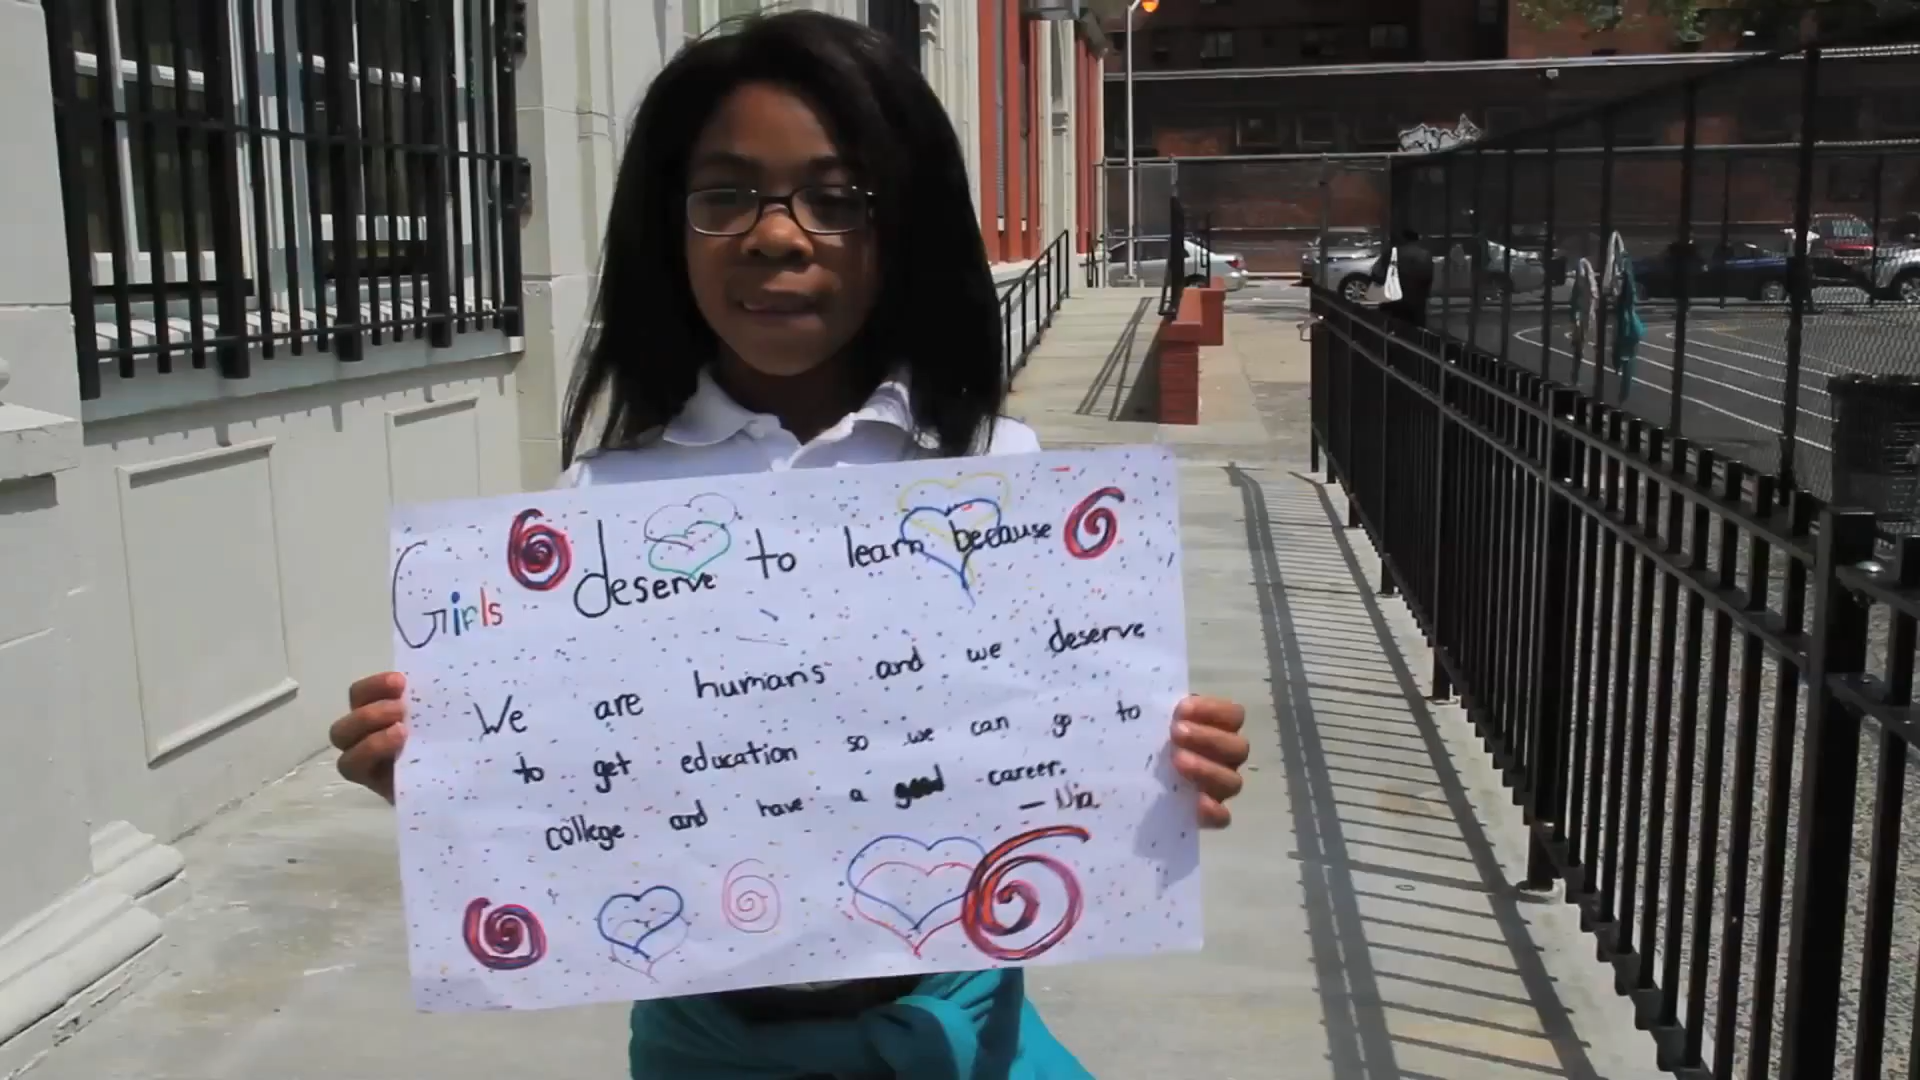 Girls deserve to learn because
We are humans and we deserve
to get education so we can go to
college and have a good career.
— Nia